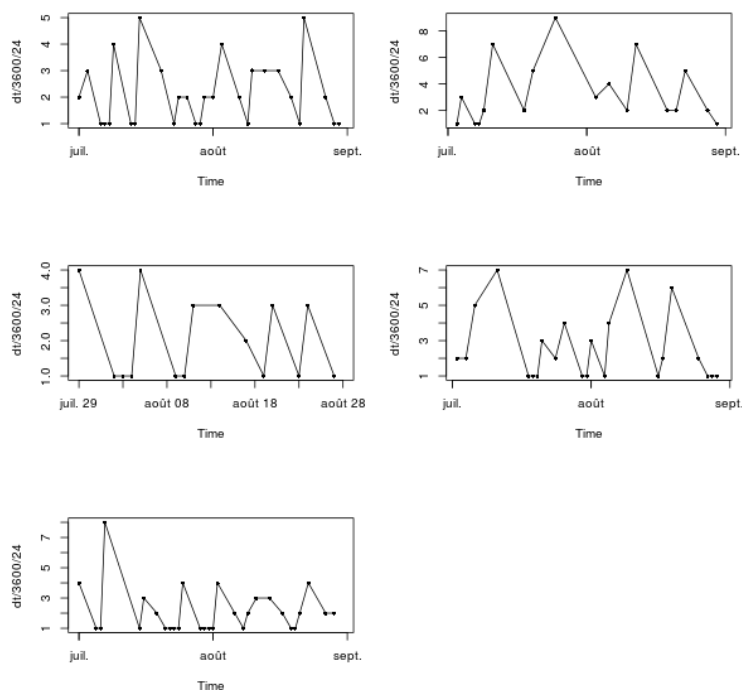 dt/3600/24
5
4
3
2
1
juil.
août
sept.
Time
dt/3600/24
8
6
4
2
juil.
août
sept.
Time
dt/3600/24
4.0
3.0
2.0
1.0
juil. 29
août 08
août 18
août 28
Time
dt/3600/24
7
5
3
1
juil.
août
sept.
Time
dt/3600/24
7
5
3
1
juil.
août
sept.
Time